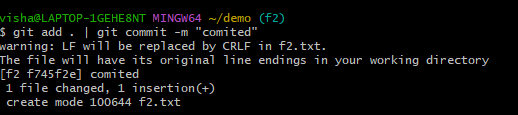 visha@LAPTOP-1GEHE8NT MINGW64 ~/demo (f2)
$ git add . | git commit -m "comited"
warning: LF will be replaced by CRLF in f2.txt.
The file will have its original line endings in your working directory
[f2 f745f2e] comited
 1 file changed, 1 insertion(+)
 create mode 100644 f2.txt